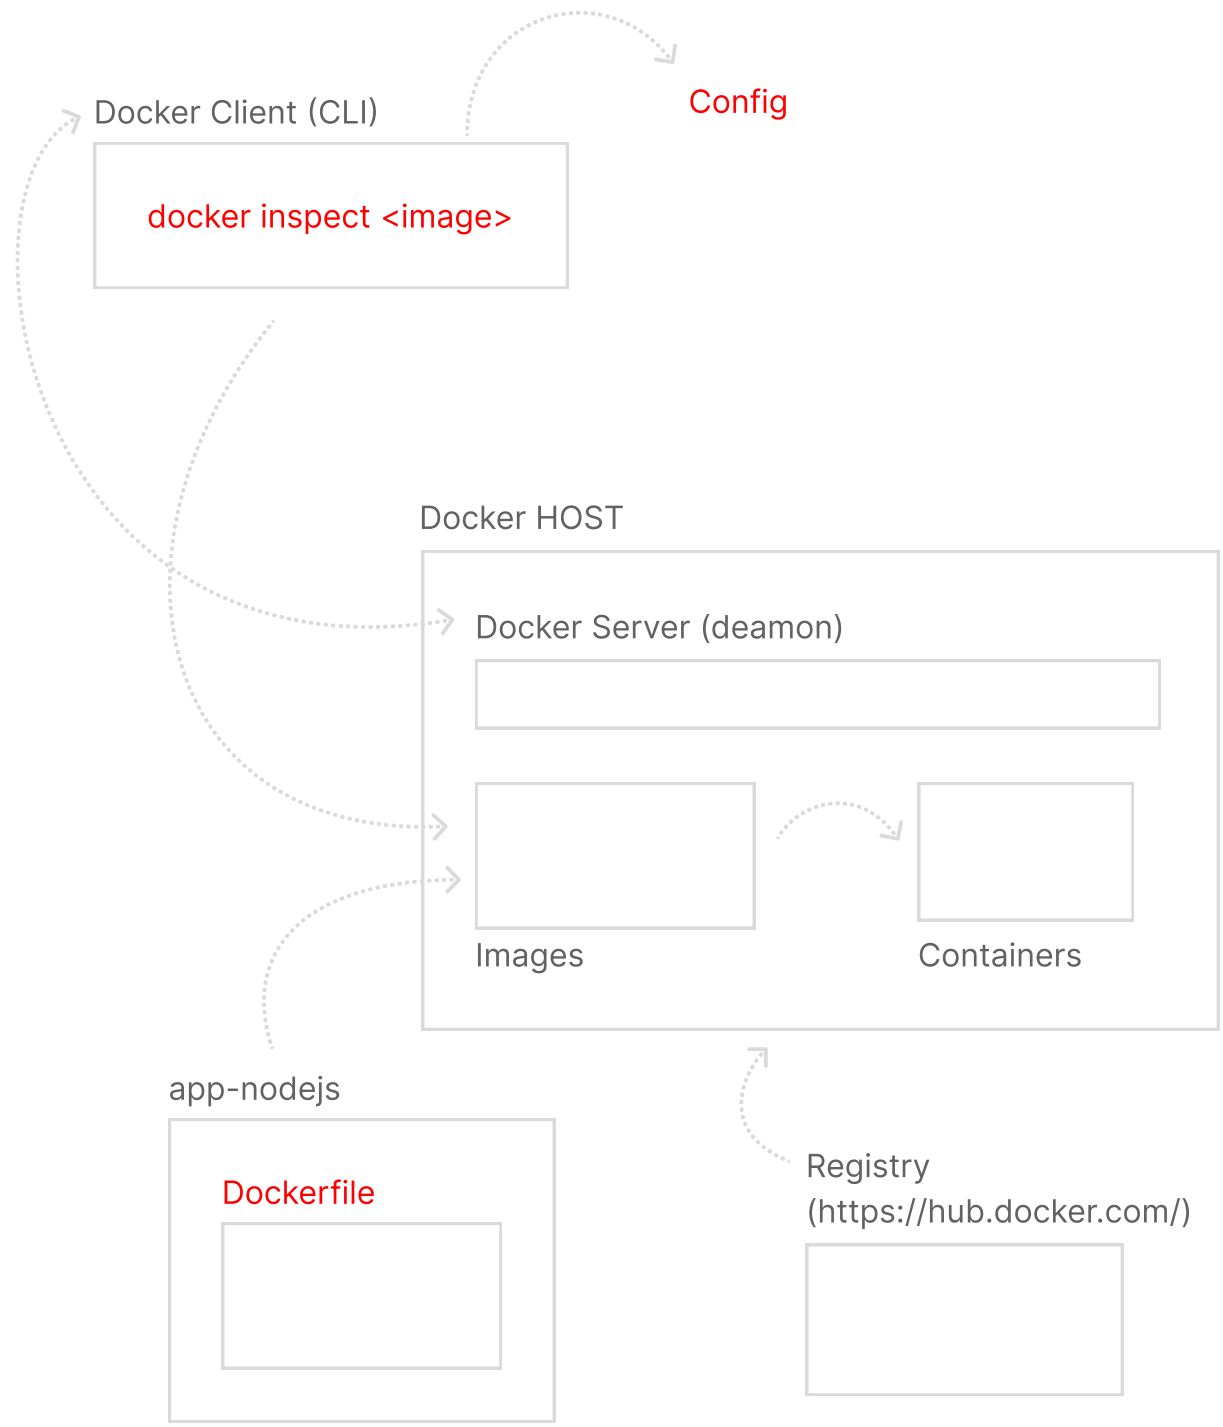 Config
Docker Client (CLI)
docker inspect <image>
Docker HOST
Docker Server (deamon)
Images
Containers
app-nodejs
Dockerfile
Registry
(https://hub.docker.com/)